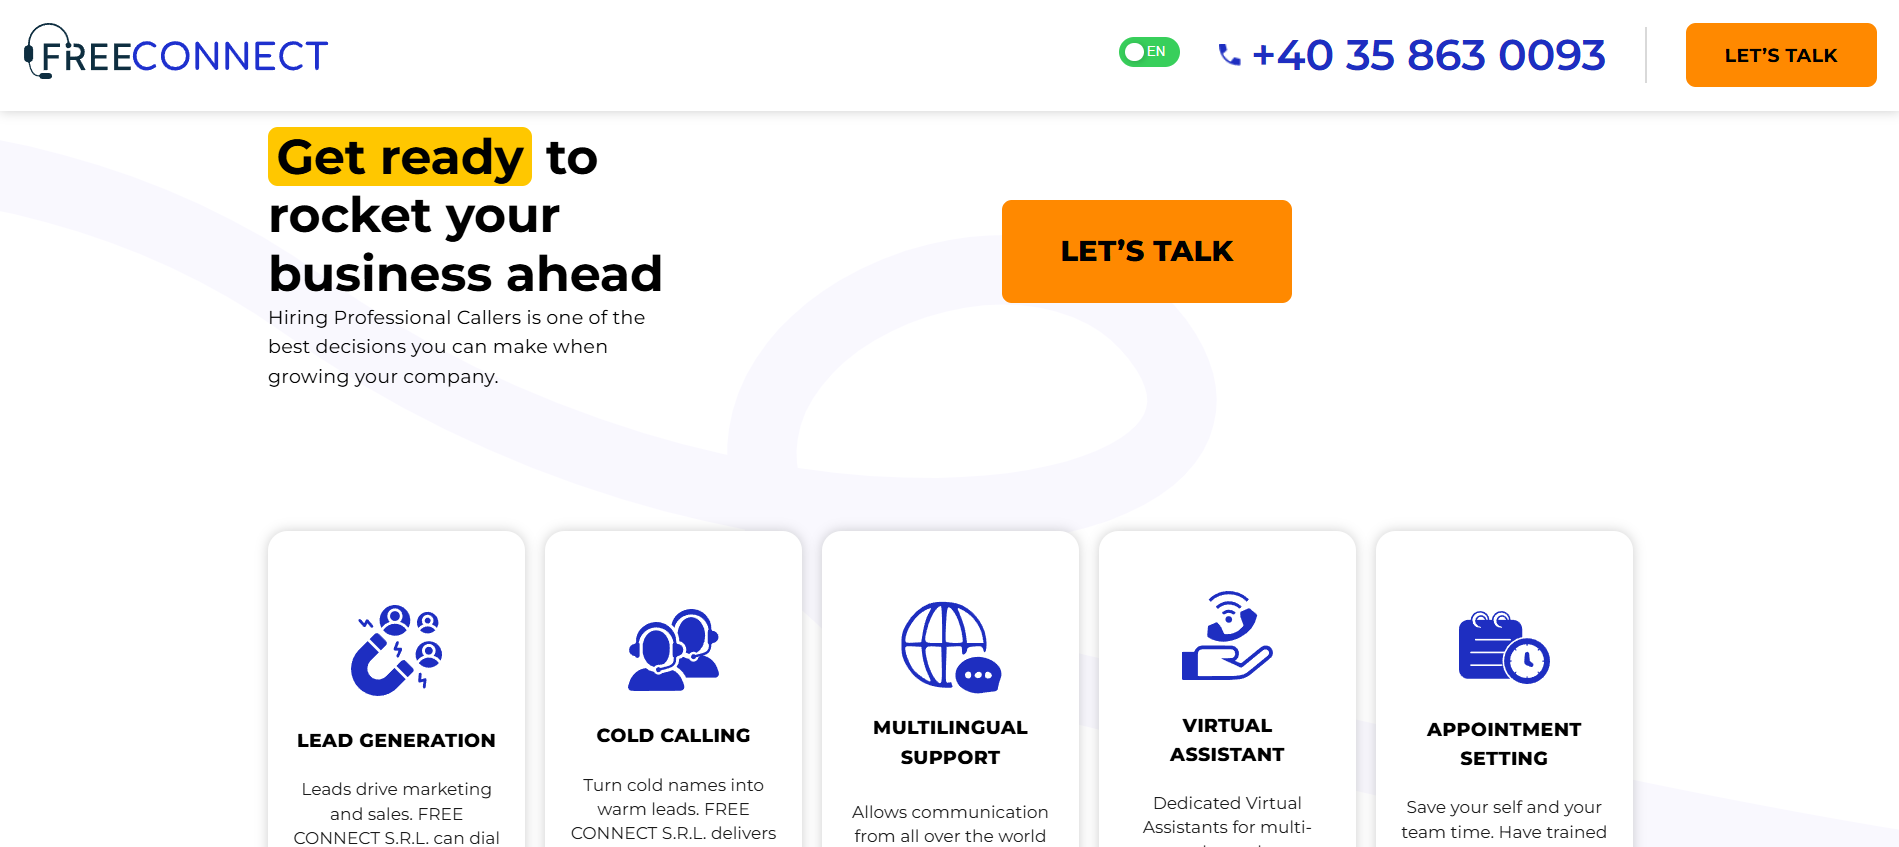 FREECONNECT
EN
+40 35 863 0093
LET’S TALK
Get ready to
rocket your
business ahead
Hiring Professional Callers is one of the
best decisions you can make when
growing your company.
LET’S TALK
LEAD GENERATION
Leads drive marketing
and sales. FREE
CONNECT S.R.L. can dial
COLD CALLING
Turn cold names into
warm leads. FREE
CONNECT S.R.L. delivers
MULTILINGUAL
SUPPORT
Allows communication
from all over the world
VIRTUAL
ASSISTANT
Dedicated Virtual
Assistants for multi-
APPOINTMENT
SETTING
Save your self and your
team time. Have trained